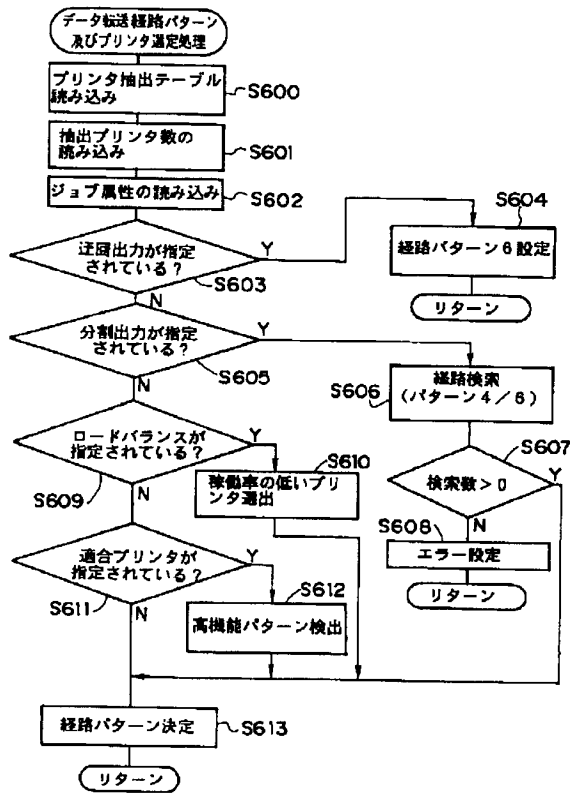 データ転送経路パターン
及びプリンタ選定処理
プリンタ抽出テーブル
読み込み
S600
抽出プリンタ数の
読み込み
S601
ジョブ属性の読み込み
S602
迂回出力が指定
されている?
Y
S603
N
S604
経路パターン6設定
リターン
分割出力が指定
されている?
Y
S605
N
S606
経路検索
(パターン4/6)
S607
検索数>0
Y
N
S608
エラー設定
リターン
ロードバランスが
指定されている?
Y
S609
N
S610
稼働率の低いプリ
ンタ選出
適合プリンタが
指定されている?
Y
S611
N
S612
高機能パターン検出
経路パターン決定
S613
リターン